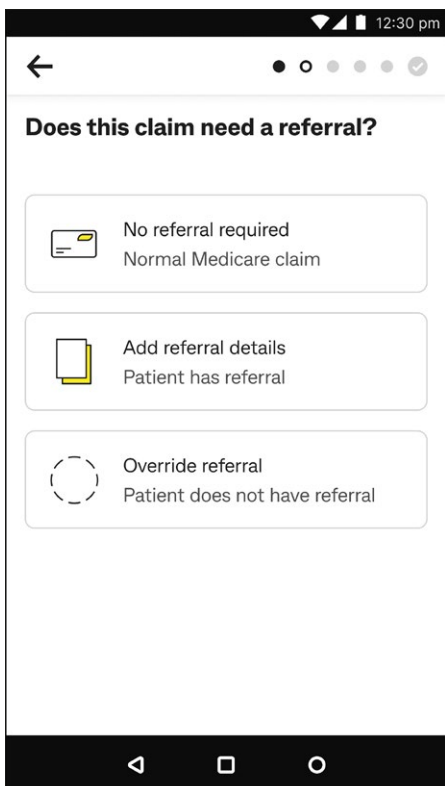 12:30 pm
Does this claim need a referral?
No referral required
Normal Medicare claim
Add referral details
Patient has referral
Override referral
Patient does not have referral